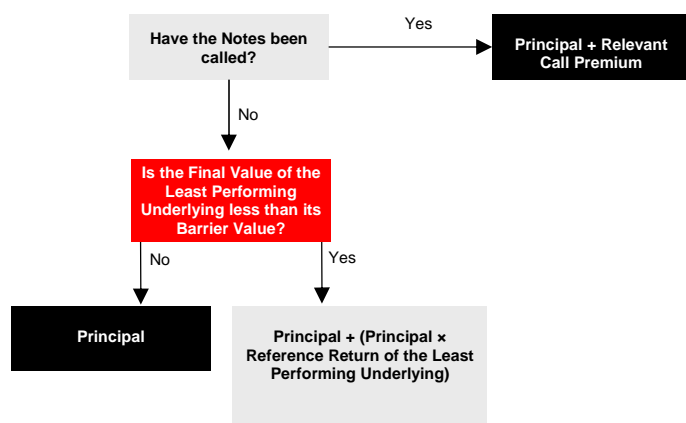 Have the Notes been
called?
Yes
Principal + Relevant
Call Premium
No
Is the Final Value of the
Least Performing
Underlying less than its
Barrier Value?
No
Yes
Principal
Principal + (Principal ×
Reference Return of the Least
Performing Underlying)